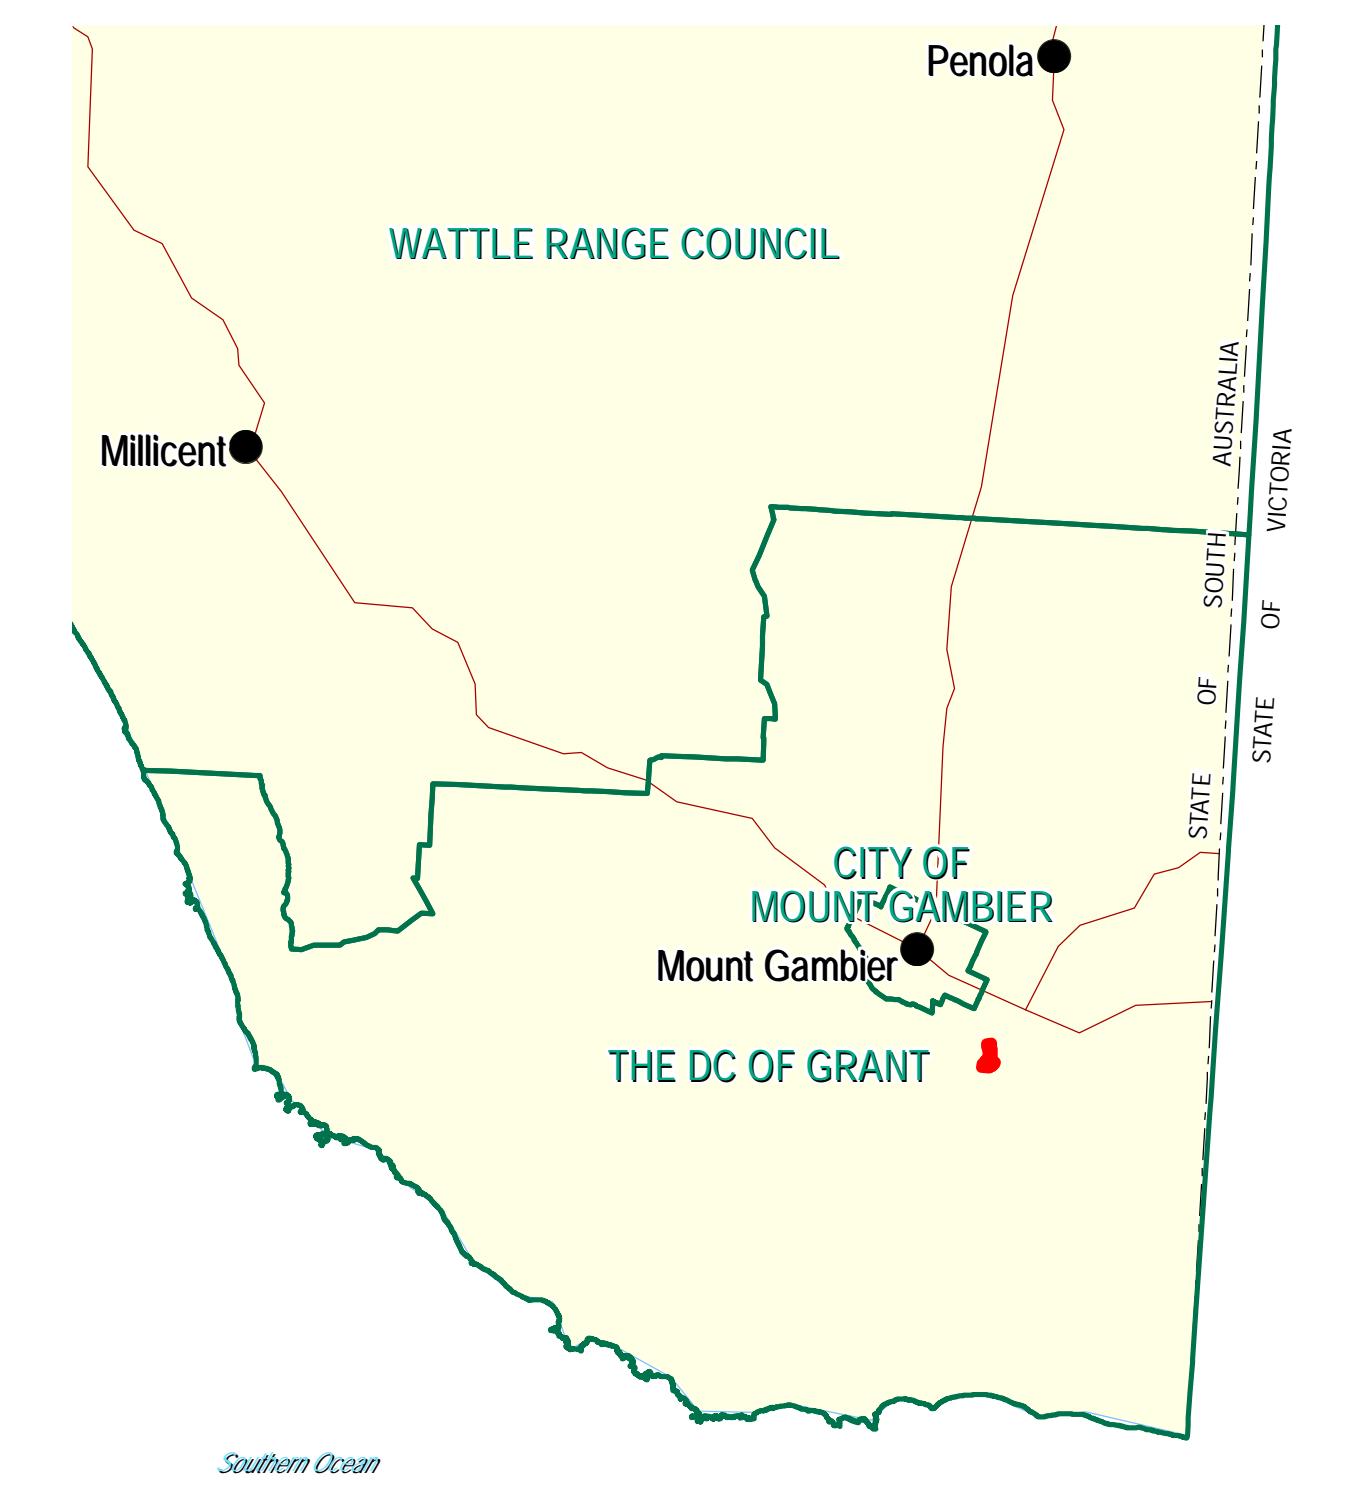 Penola
WATTLE RANGE COUNCIL
Millicent
STATE OF SOUTH AUSTRALIA
STATE OF VICTORIA
CITY OF
MOUNT GAMBIER
Mount Gambier
THE DC OF GRANT
Southern Ocean